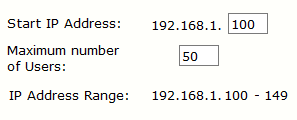 Start IP Address: 192.168.1. 100
Maximum number
of Users: 50
IP Address Range: 192.168.1.100 - 149